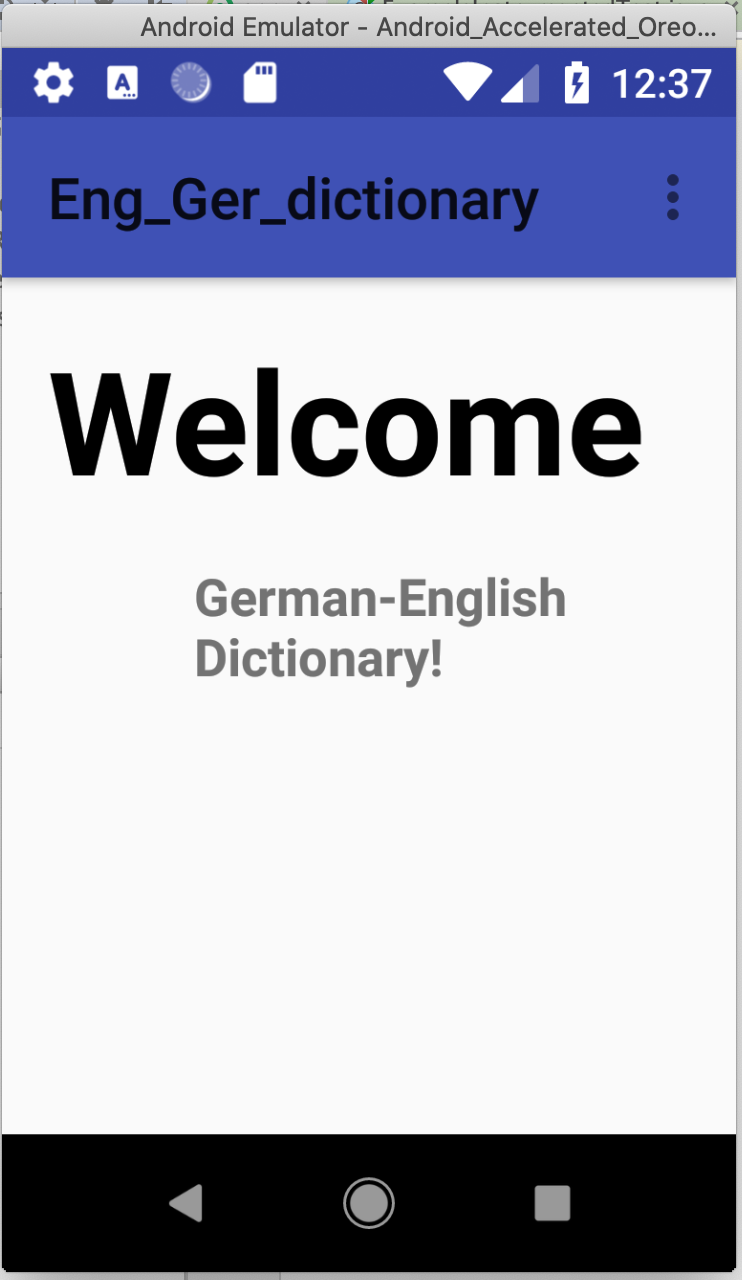 Android Emulator - Android_Accelerated_Oreo...
12:37
Eng_Ger_dictionary
Welcome
German-English
Dictionary!